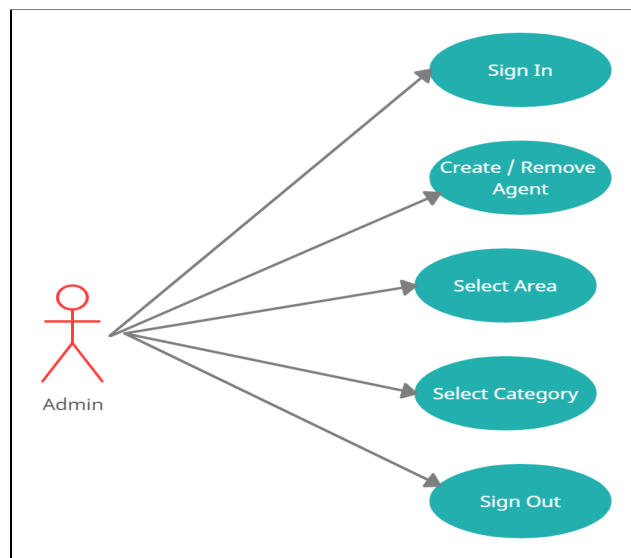 Sign In
Create / Remove
Agent
Select Area
Select Category
Sign Out
Admin